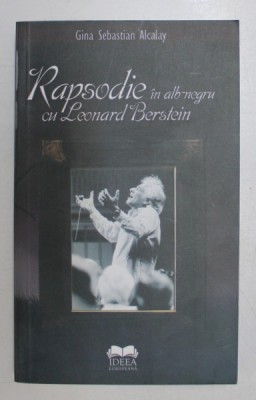 Gina Sebastian Alcalay
Rapsodie în alb-negru
cu Leonard Berstein
IDEEA
EUROPEANĂ